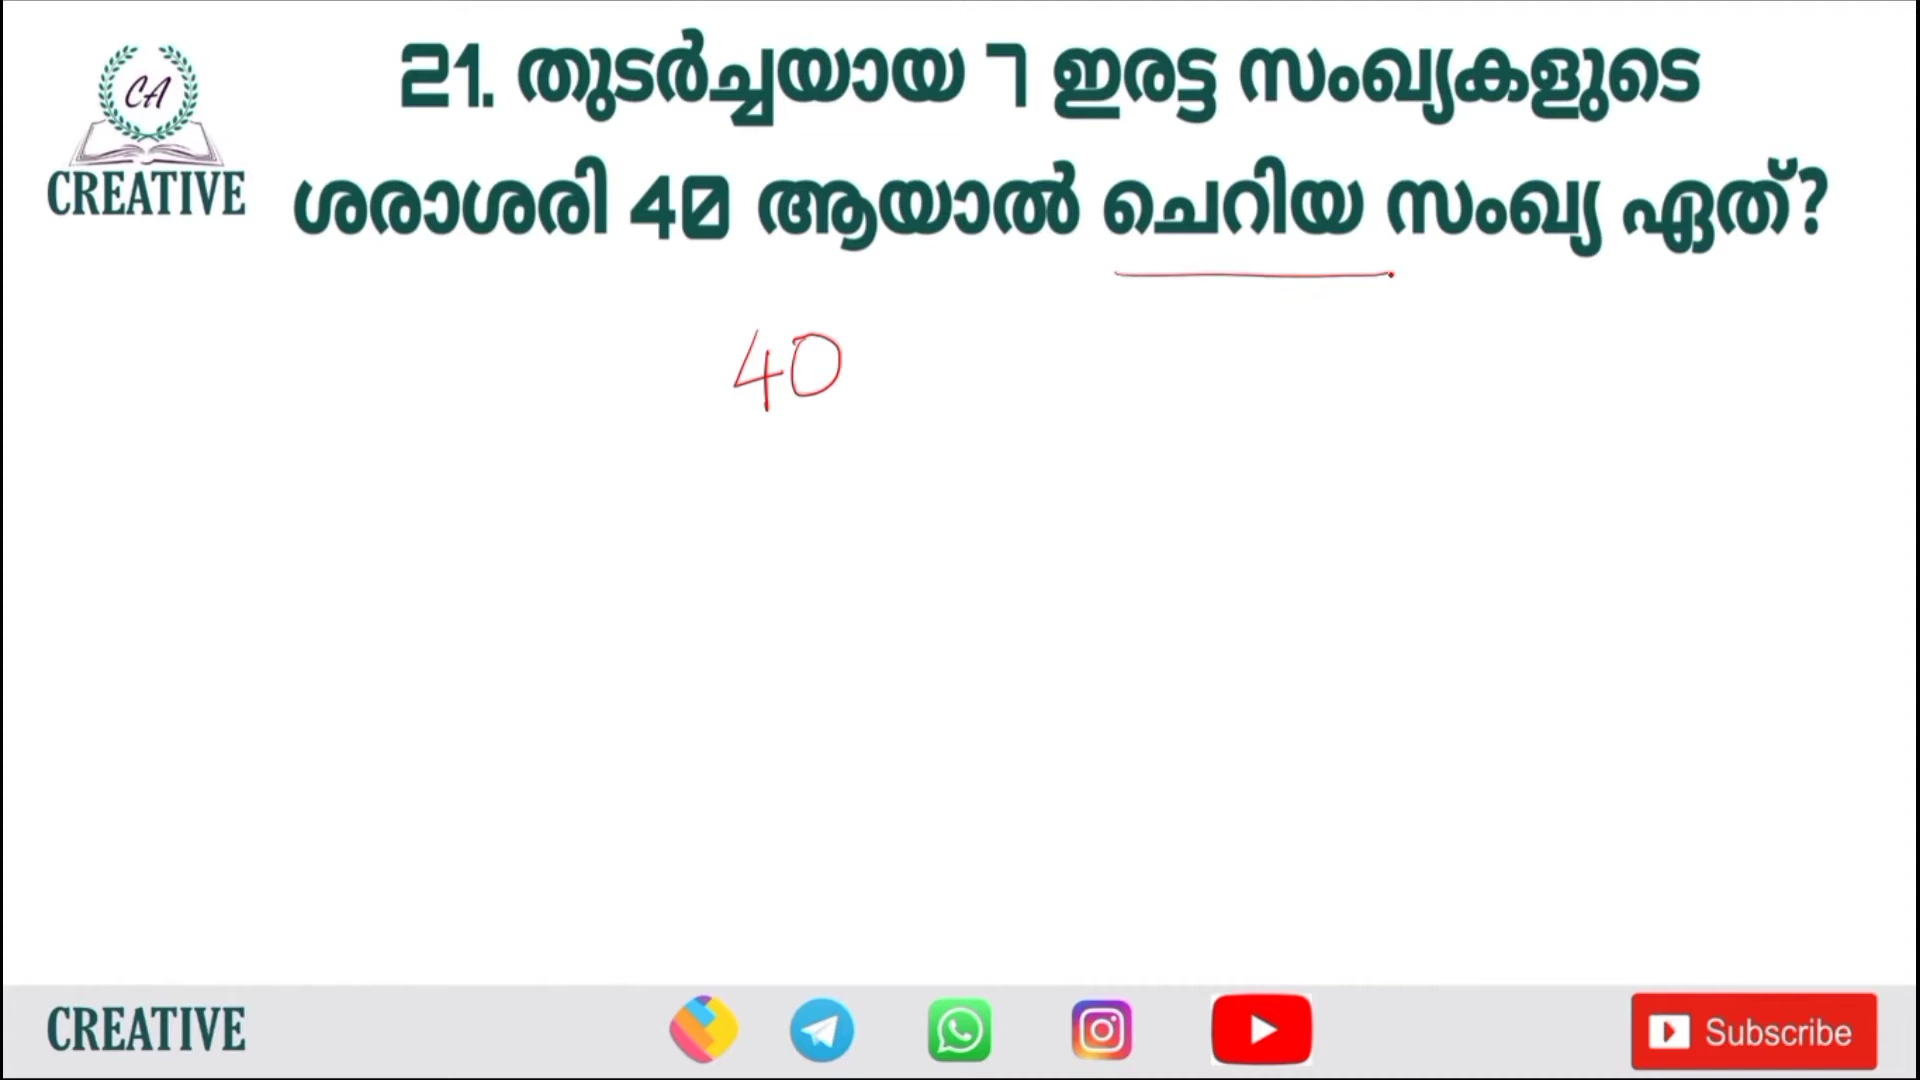 CA
CREATIVE
21. തുടർച്ചയായ 7 ഇരട്ട സംഖ്യകളുടെ
ശരാശരി 40 ആയാൽ ചെറിയ സംഖ്യ ഏത്?
40
CREATIVE
Subscribe